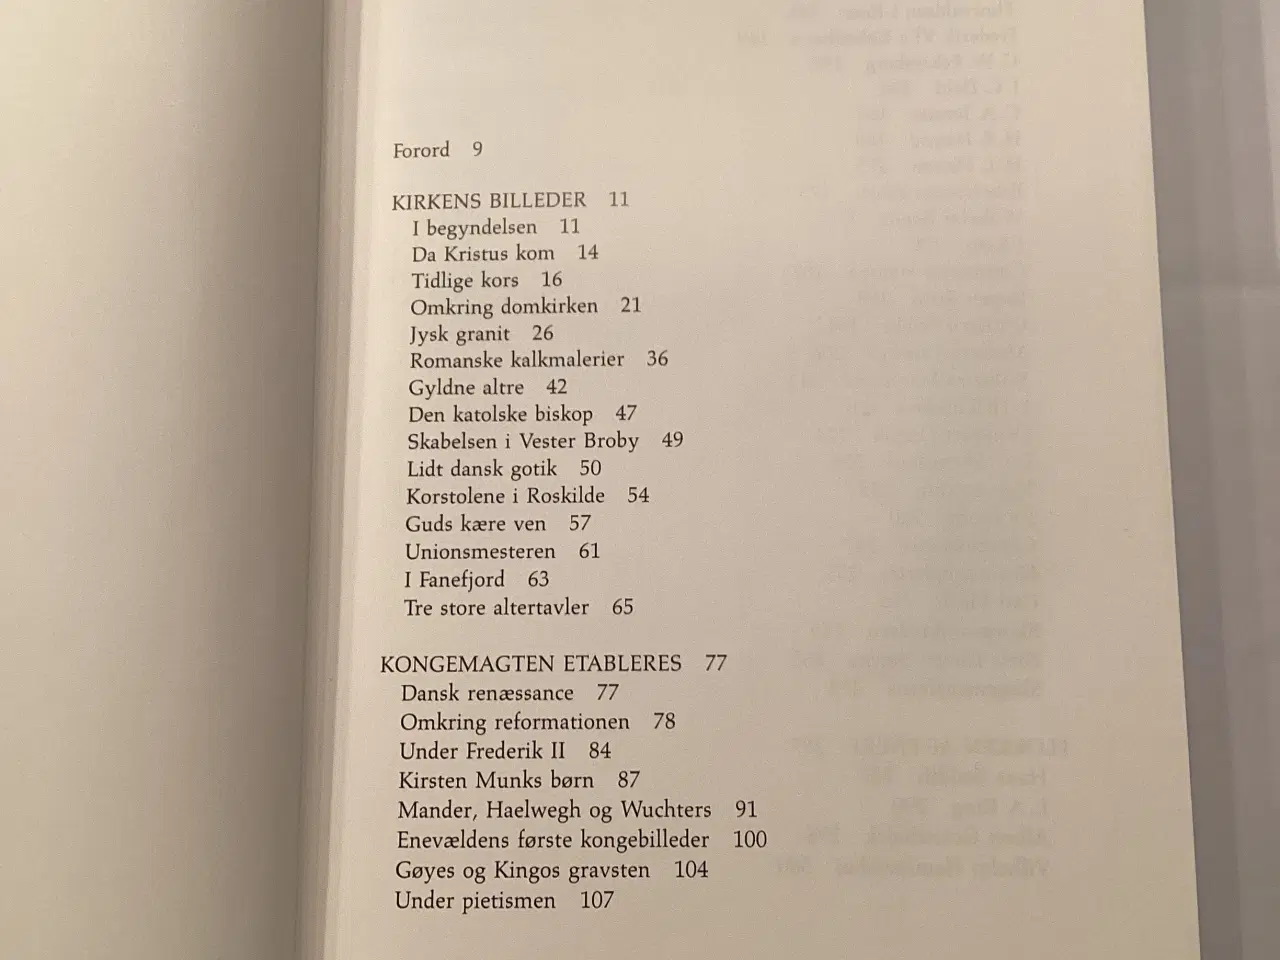 Forord 9
KIRKENS BILLEDER 11
I begyndelsen 11
Da Kristus kom 14
Tidlige kors 16
Omkring domkirken 21
Jysk granit 26
Romanske kalkmalerier 36
Gyldne altre 42
Den katolske biskop 47
Skabelsen i Vester Broby 49
Lidt dansk gotik 50
Korstolene i Roskilde 54
Guds kære ven 57
Unionsmesteren 61
I Fanefjord 63
Tre store altertavler 65
KONGEMAGTEN ETABLERES 77
Dansk renæssance 77
Omkring reformationen 78
Under Frederik II 84
Kirsten Munks børn 87
Mander, Haelwegh og Wuchters 91
Enevældens første kongebilleder 100
Gøyes og Kingos gravsten 104
Under pietismen 107